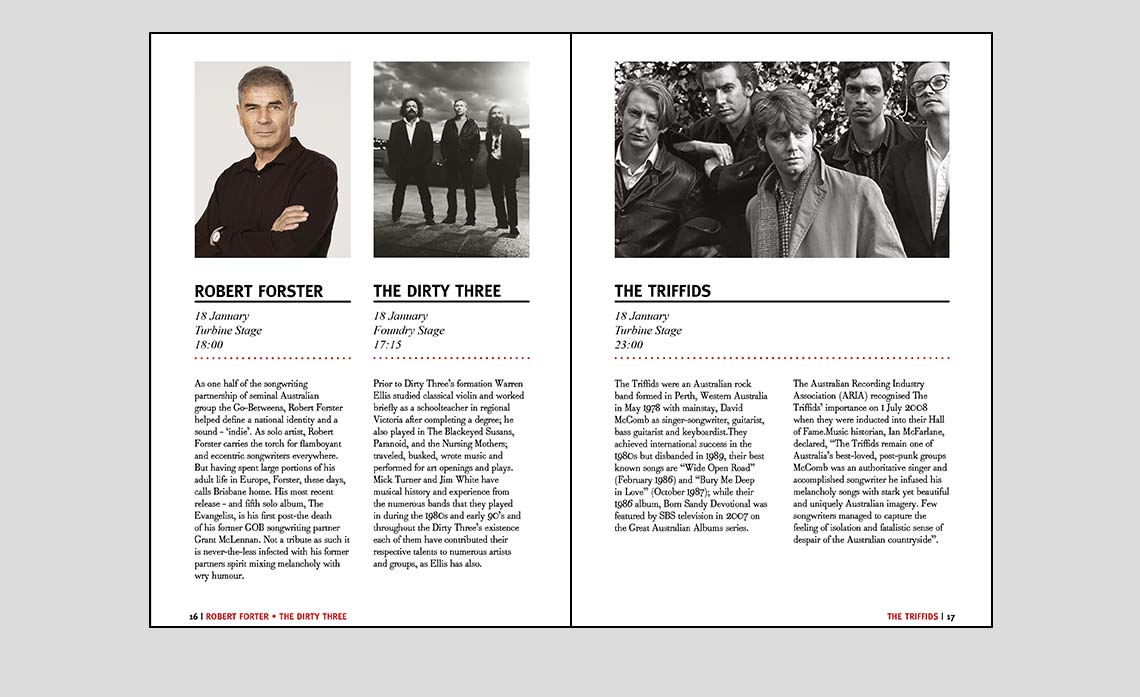 ROBERT FORSTER
18 January
Turbine Stage
18:00
As one half of the songwriting
partnership of seminal Australian
group the Go-Betweens, Robert Forster
helped define a national identity and a
sound – ‘indie’. As solo artist, Robert
Forster carries the torch for flamboyant
and eccentric songwriters everywhere.
But having spent large portions of his
adult life in Europe, Forster, these days,
calls Brisbane home. His most recent
release – and fifth solo album, The
Evangelist, is his first post-the death
of his former GOB songwriting partner
Grant McLennan. Not a tribute as such it
is never-the-less infected with his former
partners spirit mixing melancholy with
wry humour.
THE DIRTY THREE
18 January
Foundry Stage
17:15
Prior to Dirty Three’s formation Warren
Ellis studied classical violin and worked
briefly as a schoolteacher in regional
Victoria after completing a degree; he
also played in The Blackeyed Susans,
Paranoid, and the Nursing Mothers;
traveled, busked, wrote music and
performed for art openings and plays.
Mick Turner and Jim White have
musical history and experience from
the numerous bands that they played
in during the 1980s and early 90’s and
throughout the Dirty Three’s existence
each of them have contributed their
respective talents to numerous artists
and groups, as Ellis has also.
16 | ROBERT FORTER • THE DIRTY THREE
THE TRIFFIDS
18 January
Turbine Stage
23:00
The Triffids were an Australian rock
band formed in Perth, Western Australia
in May 1978 with mainstay, David
McComb as singer-songwriter, guitarist,
bass guitarist and keyboardist.They
achieved international success in the
1980s but disbanded in 1989, their best
known songs are “Wide Open Road”
(February 1986) and “Bury Me Deep
in Love” (October 1987); while their
1986 album, Born Sandy Devotional was
featured by SBS television in 2007 on
the Great Australian Albums series.
The Australian Recording Industry
Association (ARIA) recognised The
Triffids’ importance on 1 July 2008
when they were inducted into their Hall
of Fame.Music historian, Ian McFarlane,
declared, “The Triffids remain one of
Australia’s best-loved, post-punk groups
McComb was an authoritative singer and
accomplished songwriter he infused his
melancholy songs with stark yet beautiful
and uniquely Australian imagery. Few
songwriters managed to capture the
feeling of isolation and fatalistic sense of
despair of the Australian countryside”.
THE TRIFFIDS | 17